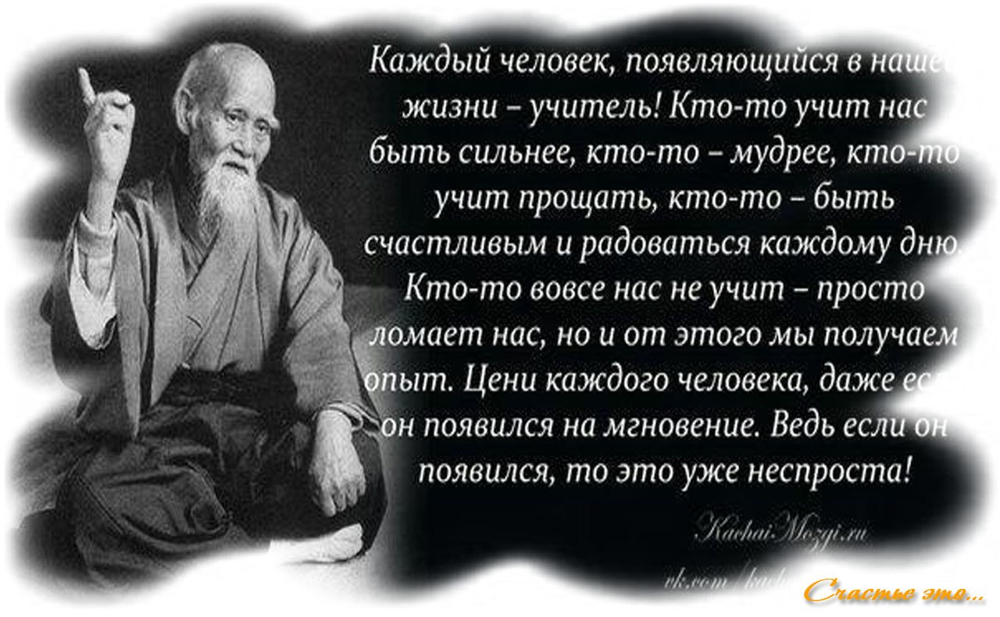 Каждый человек, появляющийся в нашей
жизни – учитель! Кто-то учит нас
быть сильнее, кто-то – мудрее, кто-то
учит прощать, кто-то – быть
счастливым и радоваться каждому дню.
Кто-то вовсе нас не учит – просто
ломает нас, но и от этого мы получаем
опыт. Цени каждого человека, даже если
он появился на мгновение. Ведь если он
появился, то это уже неспроста!
KachaiMozgi.ru
vk.com /
Счастье это...